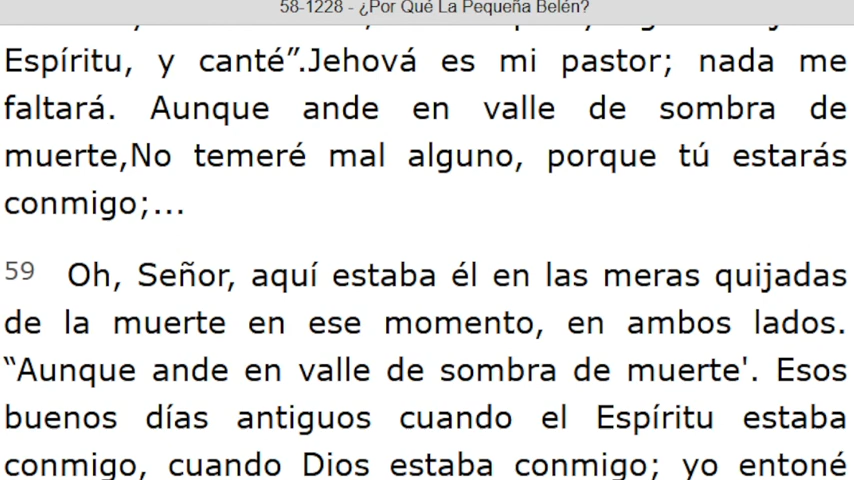 58-1228 - ¿Por Qué La Pequeña Belén?
Espíritu, y canté”.Jehová es mi pastor; nada me
faltará. Aunque ande en valle de sombra de
muerte,No temeré mal alguno, porque tú estarás
conmigo;...
59 Oh, Señor, aquí estaba él en las meras quijadas
de la muerte en ese momento, en ambos lados.
“Aunque ande en valle de sombra de muerte'. Esos
buenos días antiguos cuando el Espíritu estaba
conmigo, cuando Dios estaba conmigo; yo entoné